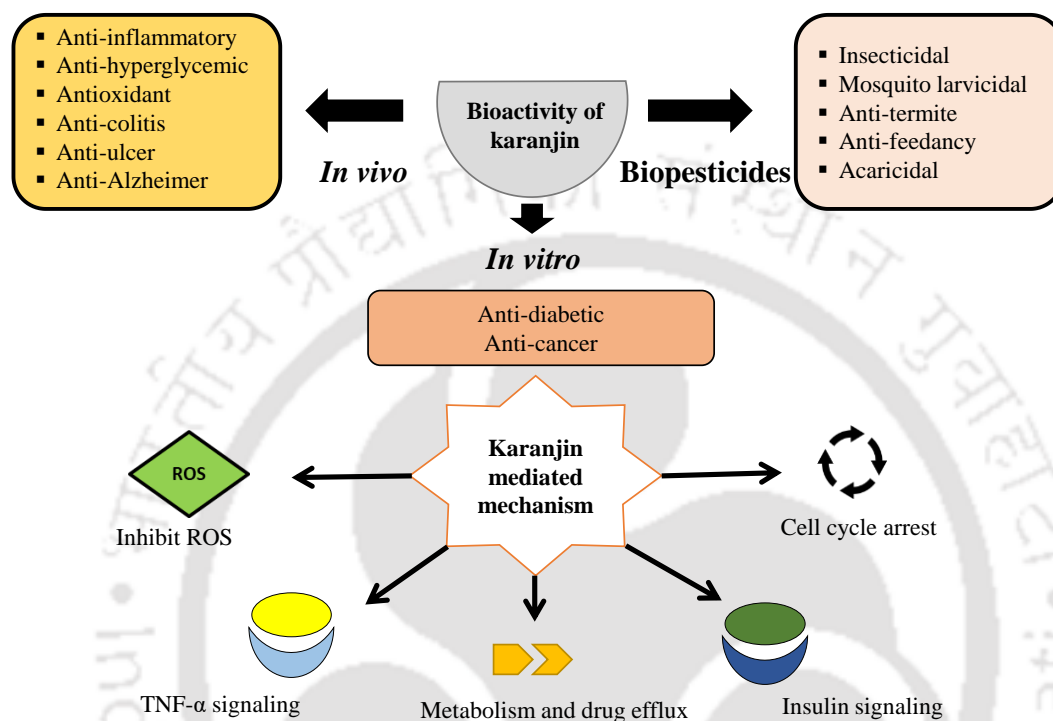 ▪ Anti-inflammatory
▪ Anti-hyperglycemic
▪ Antioxidant
▪ Anti-colitis
▪ Anti-ulcer
▪ Anti-Alzheimer
In vivo
Bioactivity of
karanjin
Biopesticides
▪ Insecticidal
▪ Mosquito larvicidal
▪ Anti-termite
▪ Anti-feedancy
▪ Acaricidal
In vitro
Anti-diabetic
Anti-cancer
Karanjin
mediated
mechanism
ROS
Inhibit ROS
Cell cycle arrest
TNF-α signaling
Metabolism and drug efflux
Insulin signaling